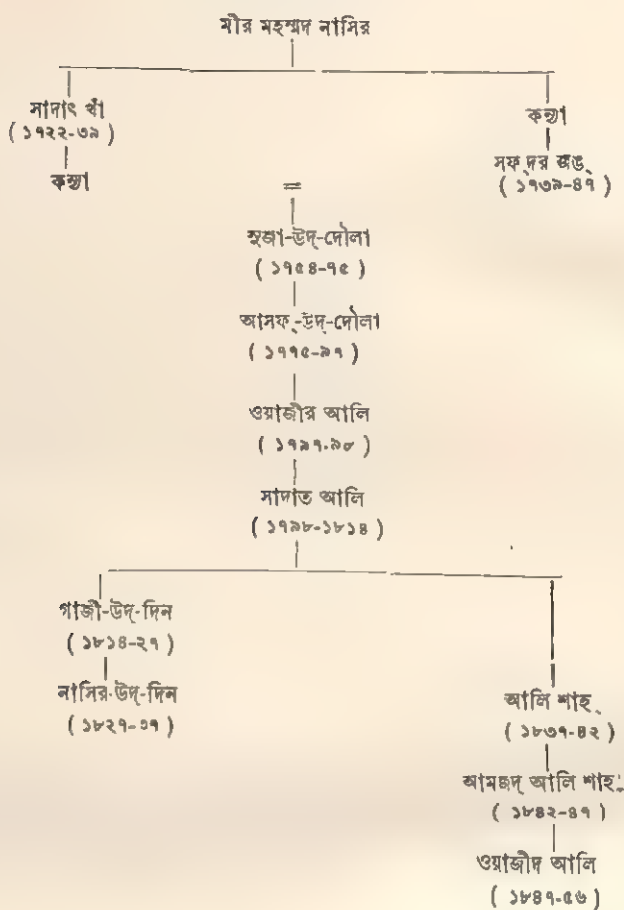 মীর মহম্মদ নাসির
সাদাৎ খাঁ
( ১৭২২-৩৯ )
কন্যা
কন্যা
সফ্‌দর জঙ্
( ১৭৩৯-৪৭ )
=
সুজা-উদ্-দৌলা
( ১৭৫৪-৭৫ )
আসফ্-উদ্-দৌলা
( ১৭৭৫-৯৭ )
ওয়াজীর আলি
( ১৭৯৭-৯৮ )
সাদাত আলি
( ১৭৯৮-১৮১৪ )
গাজী-উদ্-দিন
( ১৮১৪-২৭ )
নাসির-উদ্-দিন
( ১৮২৭-৩৭ )
আলি শাহ্
( ১৮৩৭-৪২ )
আমজদ্ আলি শাহ্
( ১৮৪২-৪৭ )
ওয়াজীদ আলি
( ১৮৪৭-৫৬ )